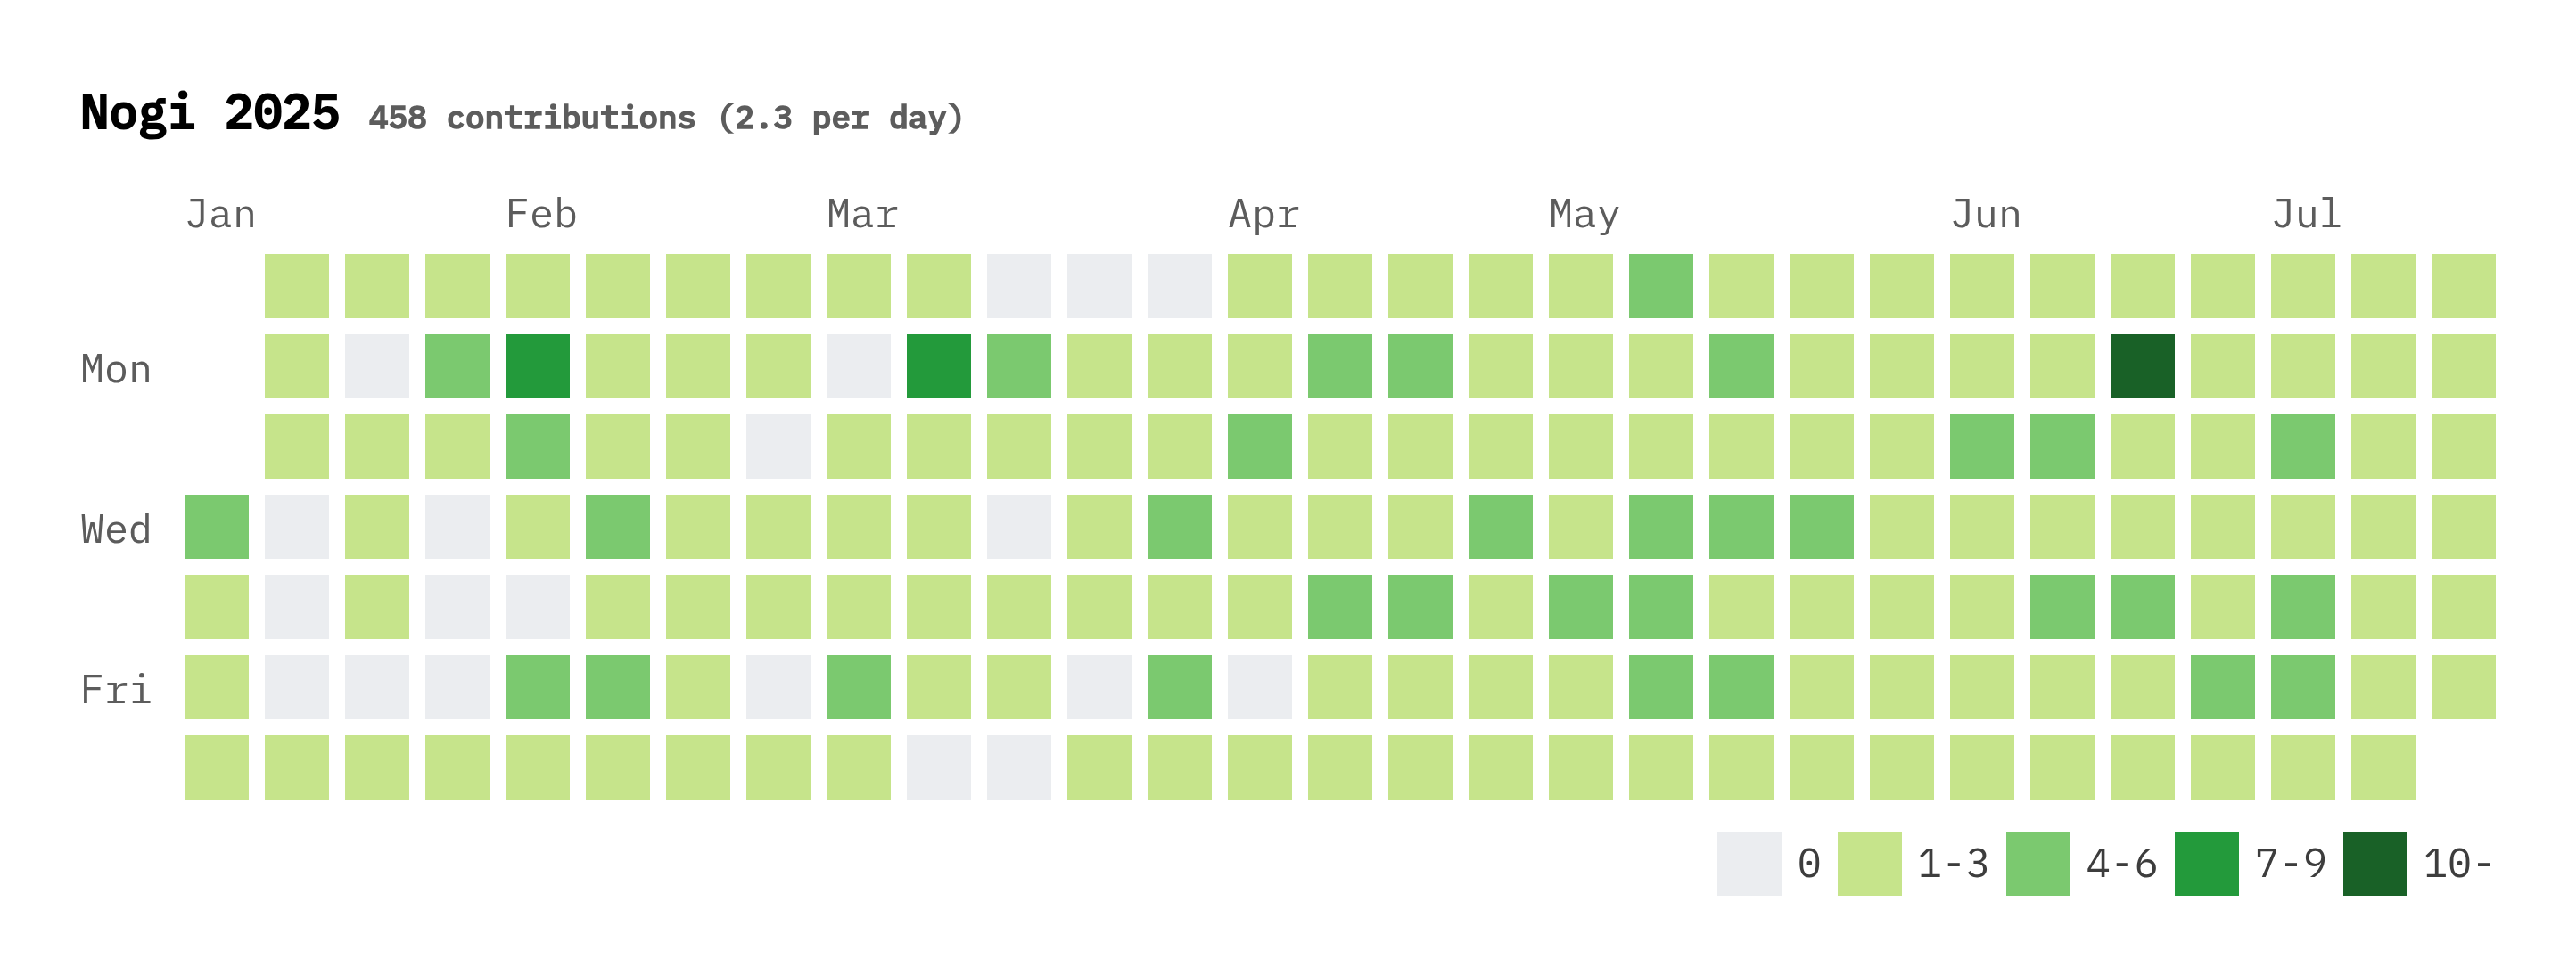 Nogi 2025 458 contributions (2.3 per day)
Jan Feb Mar Apr May Jun Jul
Mon
Wed
Fri
0 1-3 4-6 7-9 10-